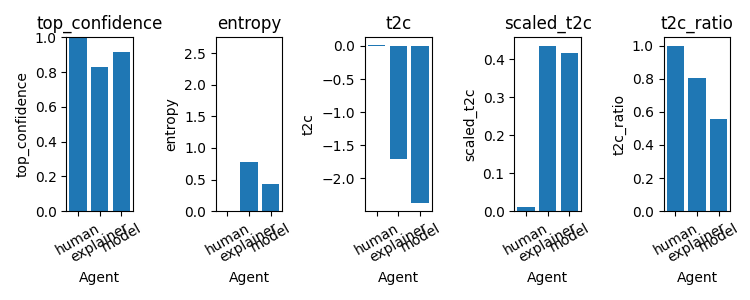 top_confidence
entropy
t2c
scaled_t2c
t2c_ratio
top_confidence
1.0
0.8
0.6
0.4
0.2
0.0
human
explainer
model
Agent
entropy
2.5
2.0
1.5
1.0
0.5
0.0
human
explainer
model
Agent
t2c
0.0
−0.5
−1.0
−1.5
−2.0
human
explainer
model
Agent
scaled_t2c
0.4
0.3
0.2
0.1
0.0
human
explainer
model
Agent
t2c_ratio
1.0
0.8
0.6
0.4
0.2
0.0
human
explainer
model
Agent